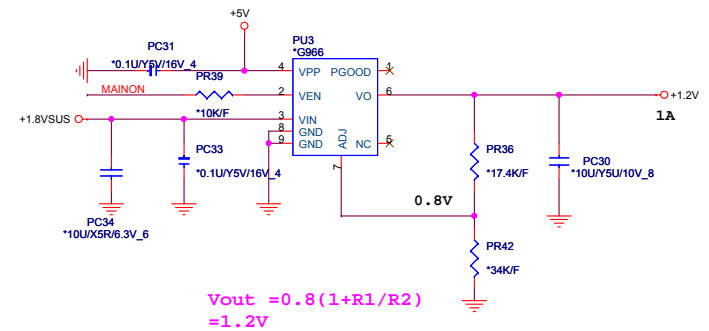 +5V
PC31
*0.1U/Y5V/16V_4
PU3
*G966
4 VPP PGOOD 1
PR39
MAINON
2 VEN VO 6
+1.2V
*10K/F
1A
+1.8VSUS
3 VIN
8 GND
9 GND ADJ NC 5
7
PC33
*0.1U/Y5V/16V_4
PR36
*17.4K/F
PC30
*10U/Y5U/10V_8
0.8V
PC34
*10U/X5R/6.3V_6
PR42
*34K/F
Vout =0.8(1+R1/R2)
=1.2V